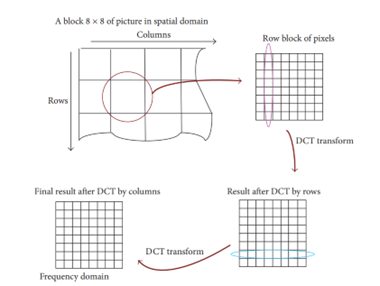 A block 8 × 8 of picture in spatial domain
Columns
Row block of pixels
Rows
DCT transform
Final result after DCT by columns
Result after DCT by rows
DCT transform
Frequency domain